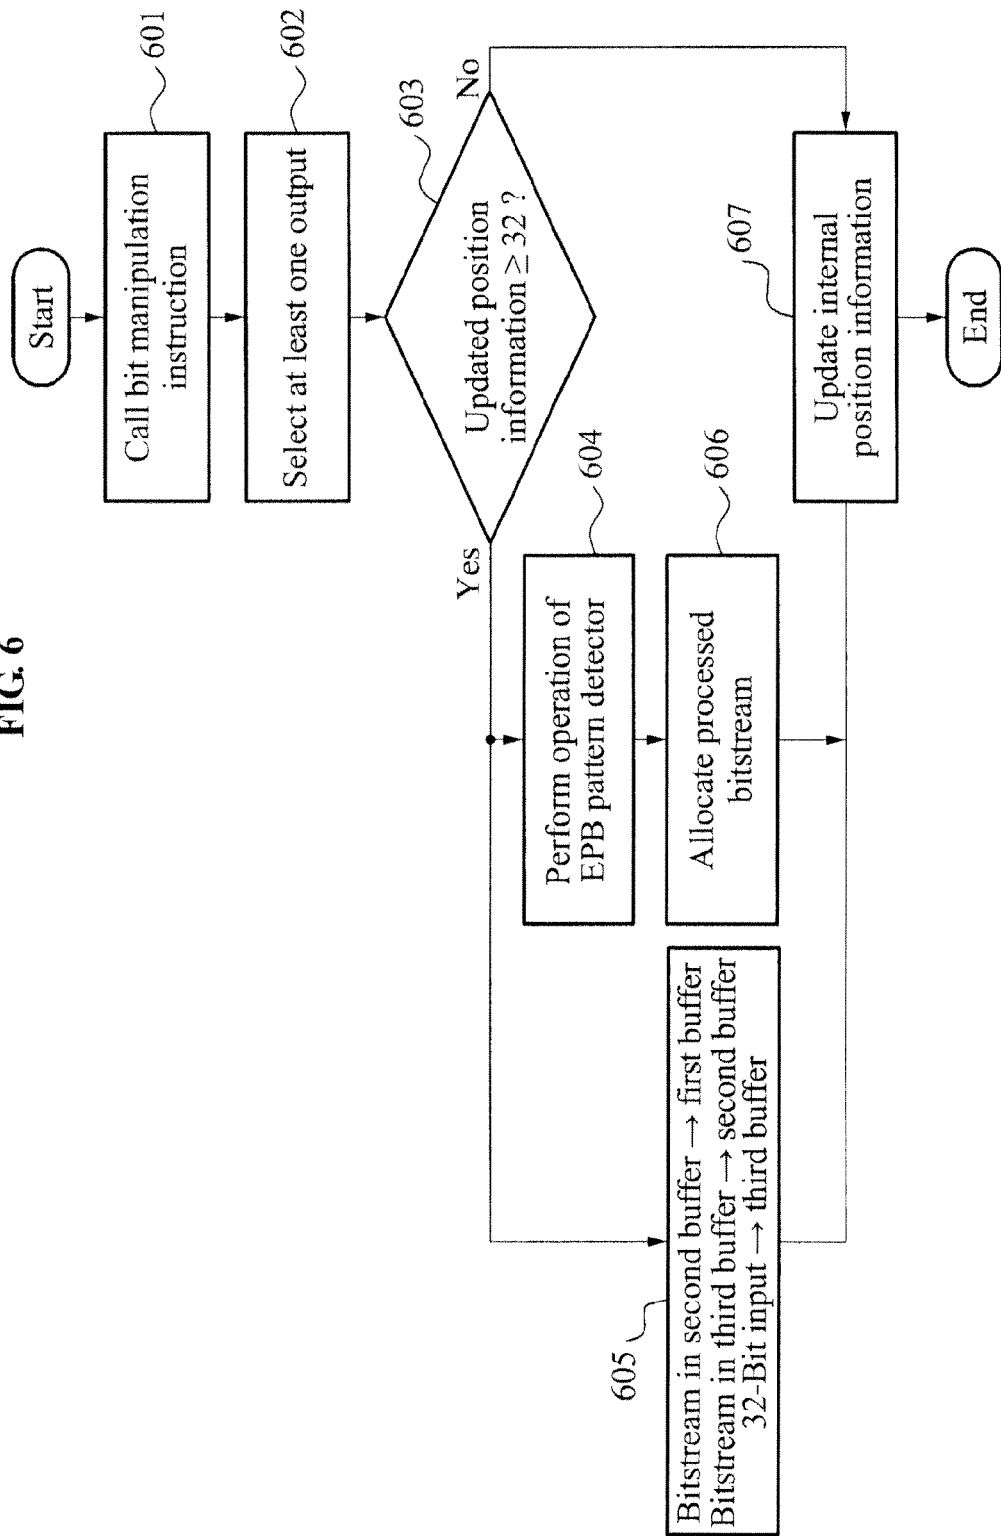 FIG. 6
Start
Call bit manipulation
instruction
601
Select at least one output
602
Updated position
information ≥ 32 ?
603
Yes
No
Perform operation of
EPB pattern detector
604
Bitstream in second buffer → first buffer
Bitstream in third buffer → second buffer
32-Bit input → third buffer
605
Allocate processed
bitstream
606
Update internal
position information
607
End